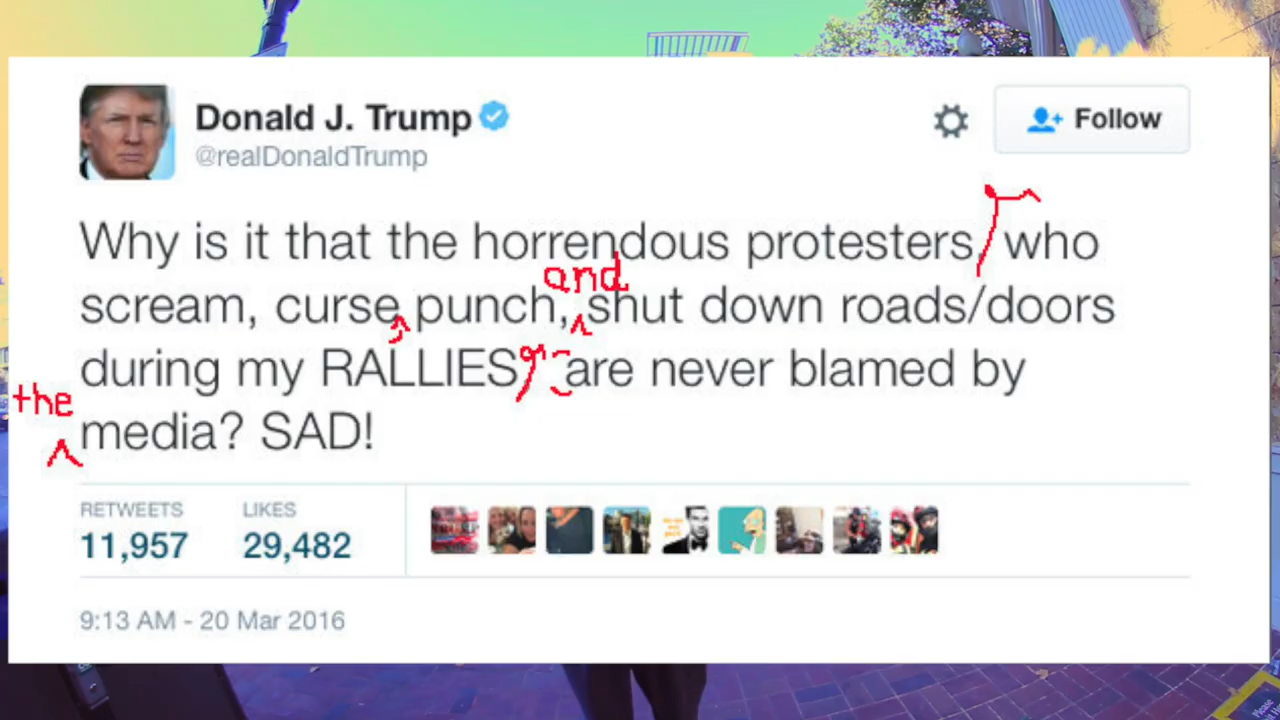 Donald J. Trump
@realDonaldTrump
Follow
Why is it that the horrendous protesters, who
and
scream, curse punch, shut down roads/doors
during my RALLIES, are never blamed by
the
media? SAD!
RETWEETS LIKES
11,957 29,482
9:13 AM - 20 Mar 2016
Please